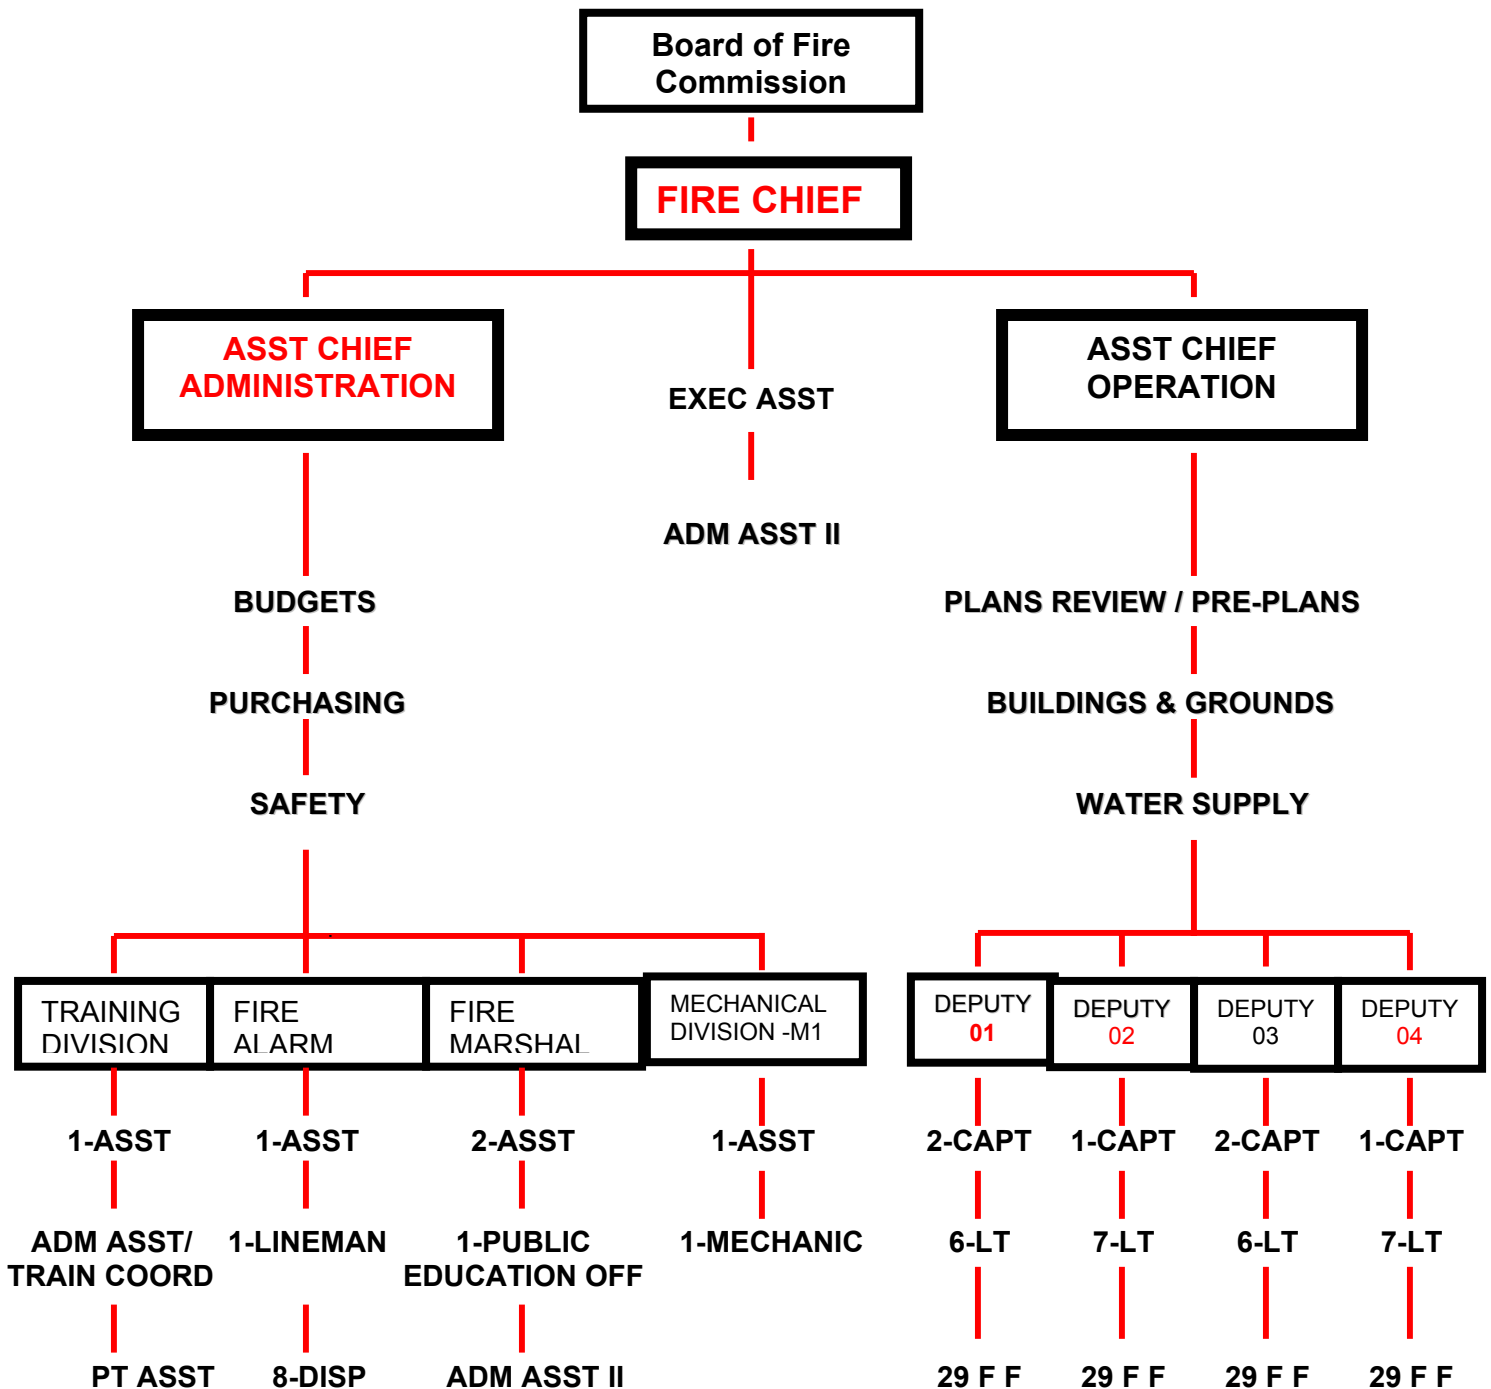 Board of Fire
Commission
FIRE CHIEF
ASST CHIEF
ADMINISTRATION
EXEC ASST
ADM ASST II
ASST CHIEF
OPERATION
BUDGETS
PURCHASING
SAFETY
PLANS REVIEW / PRE-PLANS
BUILDINGS & GROUNDS
WATER SUPPLY
TRAINING
DIVISION
FIRE
ALARM
FIRE
MARSHAL
MECHANICAL
DIVISION -M1
DEPUTY
01
DEPUTY
02
DEPUTY
03
DEPUTY
04
1-ASST
1-ASST
2-ASST
1-ASST
2-CAPT
1-CAPT
2-CAPT
1-CAPT
ADM ASST/
TRAIN COORD
1-LINEMAN
1-PUBLIC
EDUCATION OFF
1-MECHANIC
6-LT
7-LT
6-LT
7-LT
PT ASST
8-DISP
ADM ASST II
29 F F
29 F F
29 F F
29 F F